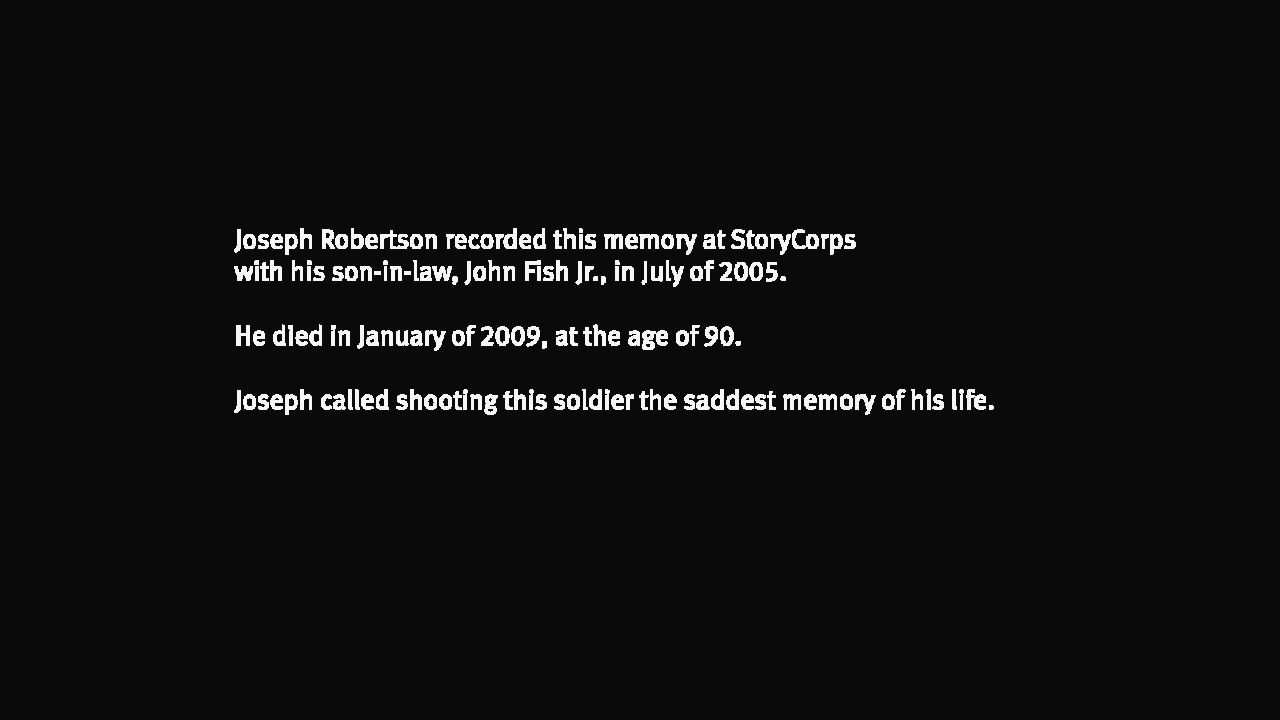 Joseph Robertson recorded this memory at StoryCorps
with his son-in-law, John Fish Jr., in July of 2005.
He died in January of 2009, at the age of 90.
Joseph called shooting this soldier the saddest memory of his life.